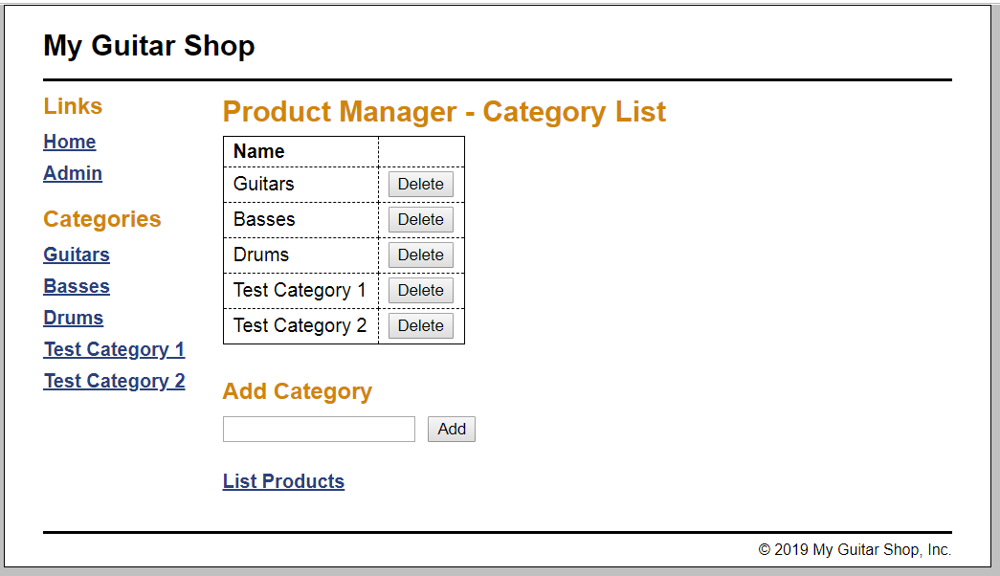 My Guitar Shop
Links
Home
Admin
Categories
Guitars
Basses
Drums
Test Category 1
Test Category 2
Product Manager - Category List
Name
Guitars Delete
Basses Delete
Drums Delete
Test Category 1 Delete
Test Category 2 Delete
Add Category
Add
List Products
© 2019 My Guitar Shop, Inc.